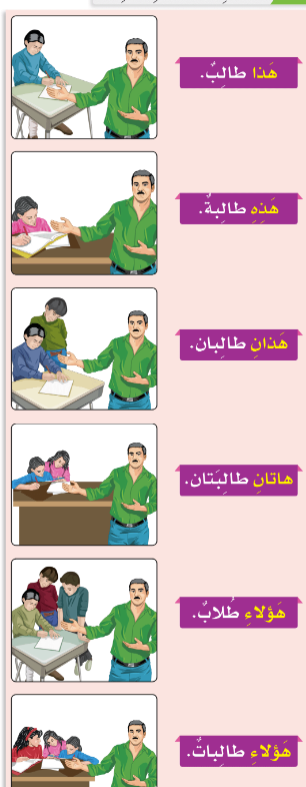 هَذا طالِبٌ.
هَذِهِ طالِبَةٌ.
هَذانِ طالِبانِ.
هاتانِ طالِبَتانِ.
هَؤُلاءِ طُلّابٌ.
هَؤُلاءِ طالِباتٌ.